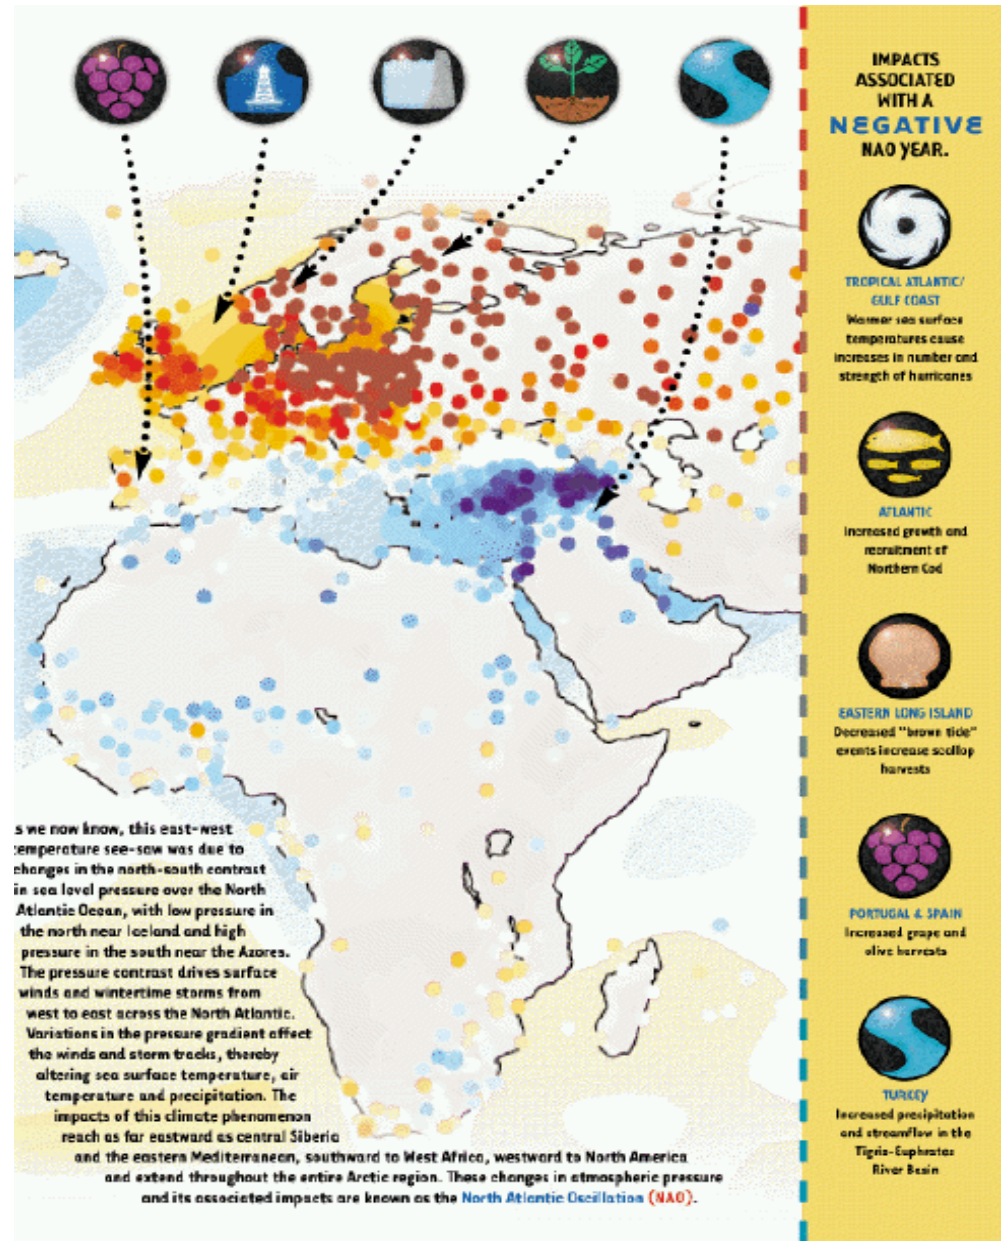 s we now know, this east-west
temperature see-saw was due to
changes in the north-south contrast
in sea level pressure over the North
Atlantic Ocean, with low pressure in
the north near Iceland and high
pressure in the south near the Azores.
The pressure contrast drives surface
winds and wintertime storms from
west to east across the North Atlantic.
Variations in the pressure gradient affect
the winds and storm tracks, thereby
altering sea surface temperature, air
temperature and precipitation. The
impacts of this climate phenomenon
reach as far eastward as central Siberia
and the eastern Mediterranean, southward to West Africa, westward to North America
and extend throughout the entire Arctic region. These changes in atmospheric pressure
and its associated impacts are known as the North Atlantic Oscillation (NAO).
IMPACTS
ASSOCIATED
WITH A
NEGATIVE
NAO YEAR.
TROPICAL ATLANTIC/
GULF COAST
Warmer sea surface
temperatures cause
increases in number and
strength of hurricanes
ATLANTIC
Increased growth and
recruitment of
Northern Cod
EASTERN LONG ISLAND
Decreased "brown tide"
events increase scallop
harvests
PORTUGAL & SPAIN
Increased grape and
olive harvests
TURKEY
Increased precipitation
and streamflow in the
Tigris-Euphrates
River Basin